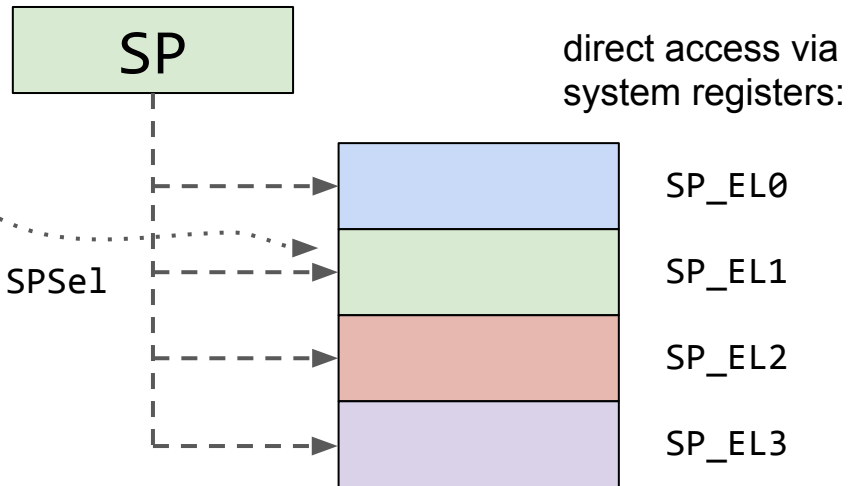 SP
direct access via
system registers:
SP_EL0
SPSel
SP_EL1
SP_EL2
SP_EL3